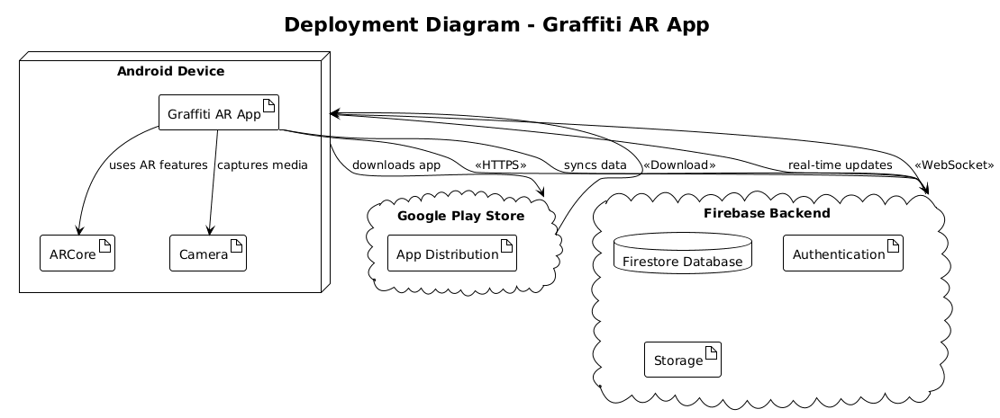 Deployment Diagram - Graffiti AR App
Android Device
Graffiti AR App
uses AR features
captures media
downloads app
«HTTPS»
syncs data
«Download»
real-time updates
«WebSocket»
ARCore
Camera
Google Play Store
App Distribution
Firebase Backend
Firestore Database
Authentication
Storage